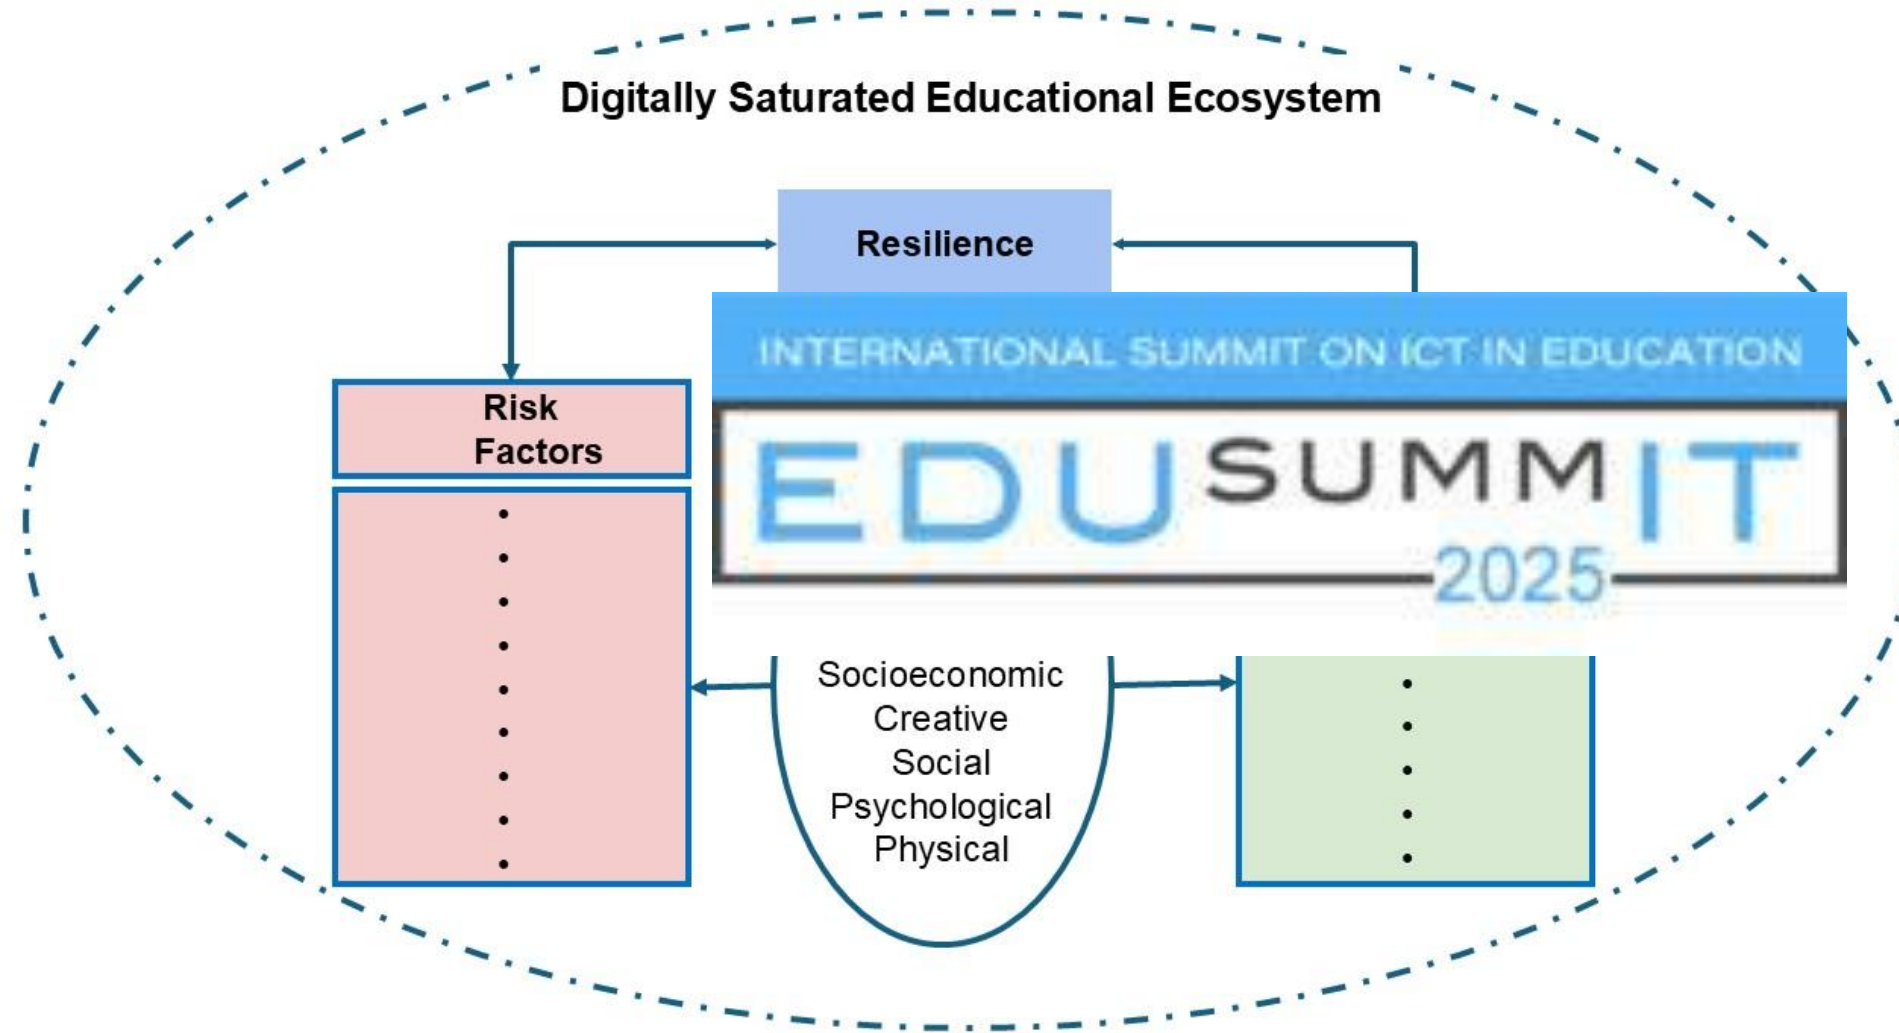 Digitally Saturated Educational Ecosystem
Resilience
Risk
Factors
INTERNATIONAL SUMMIT ON ICT IN EDUCATION
EDUSUMMIT
2025
Socioeconomic
Creative
Social
Psychological
Physical